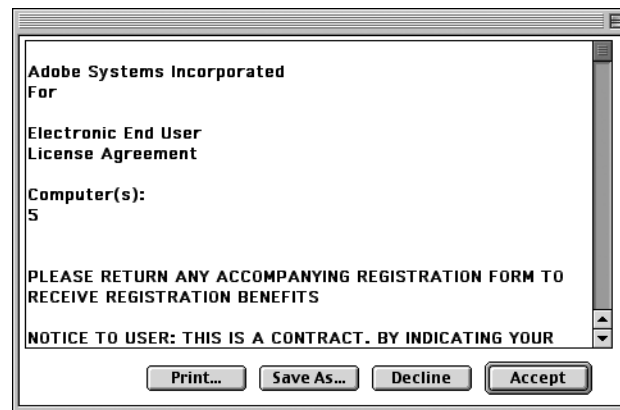 Adobe Systems Incorporated
For
Electronic End User
License Agreement
Computer(s):
5
PLEASE RETURN ANY ACCOMPANYING REGISTRATION FORM TO
RECEIVE REGISTRATION BENEFITS
NOTICE TO USER: THIS IS A CONTRACT. BY INDICATING YOUR
Print... Save As... Decline Accept